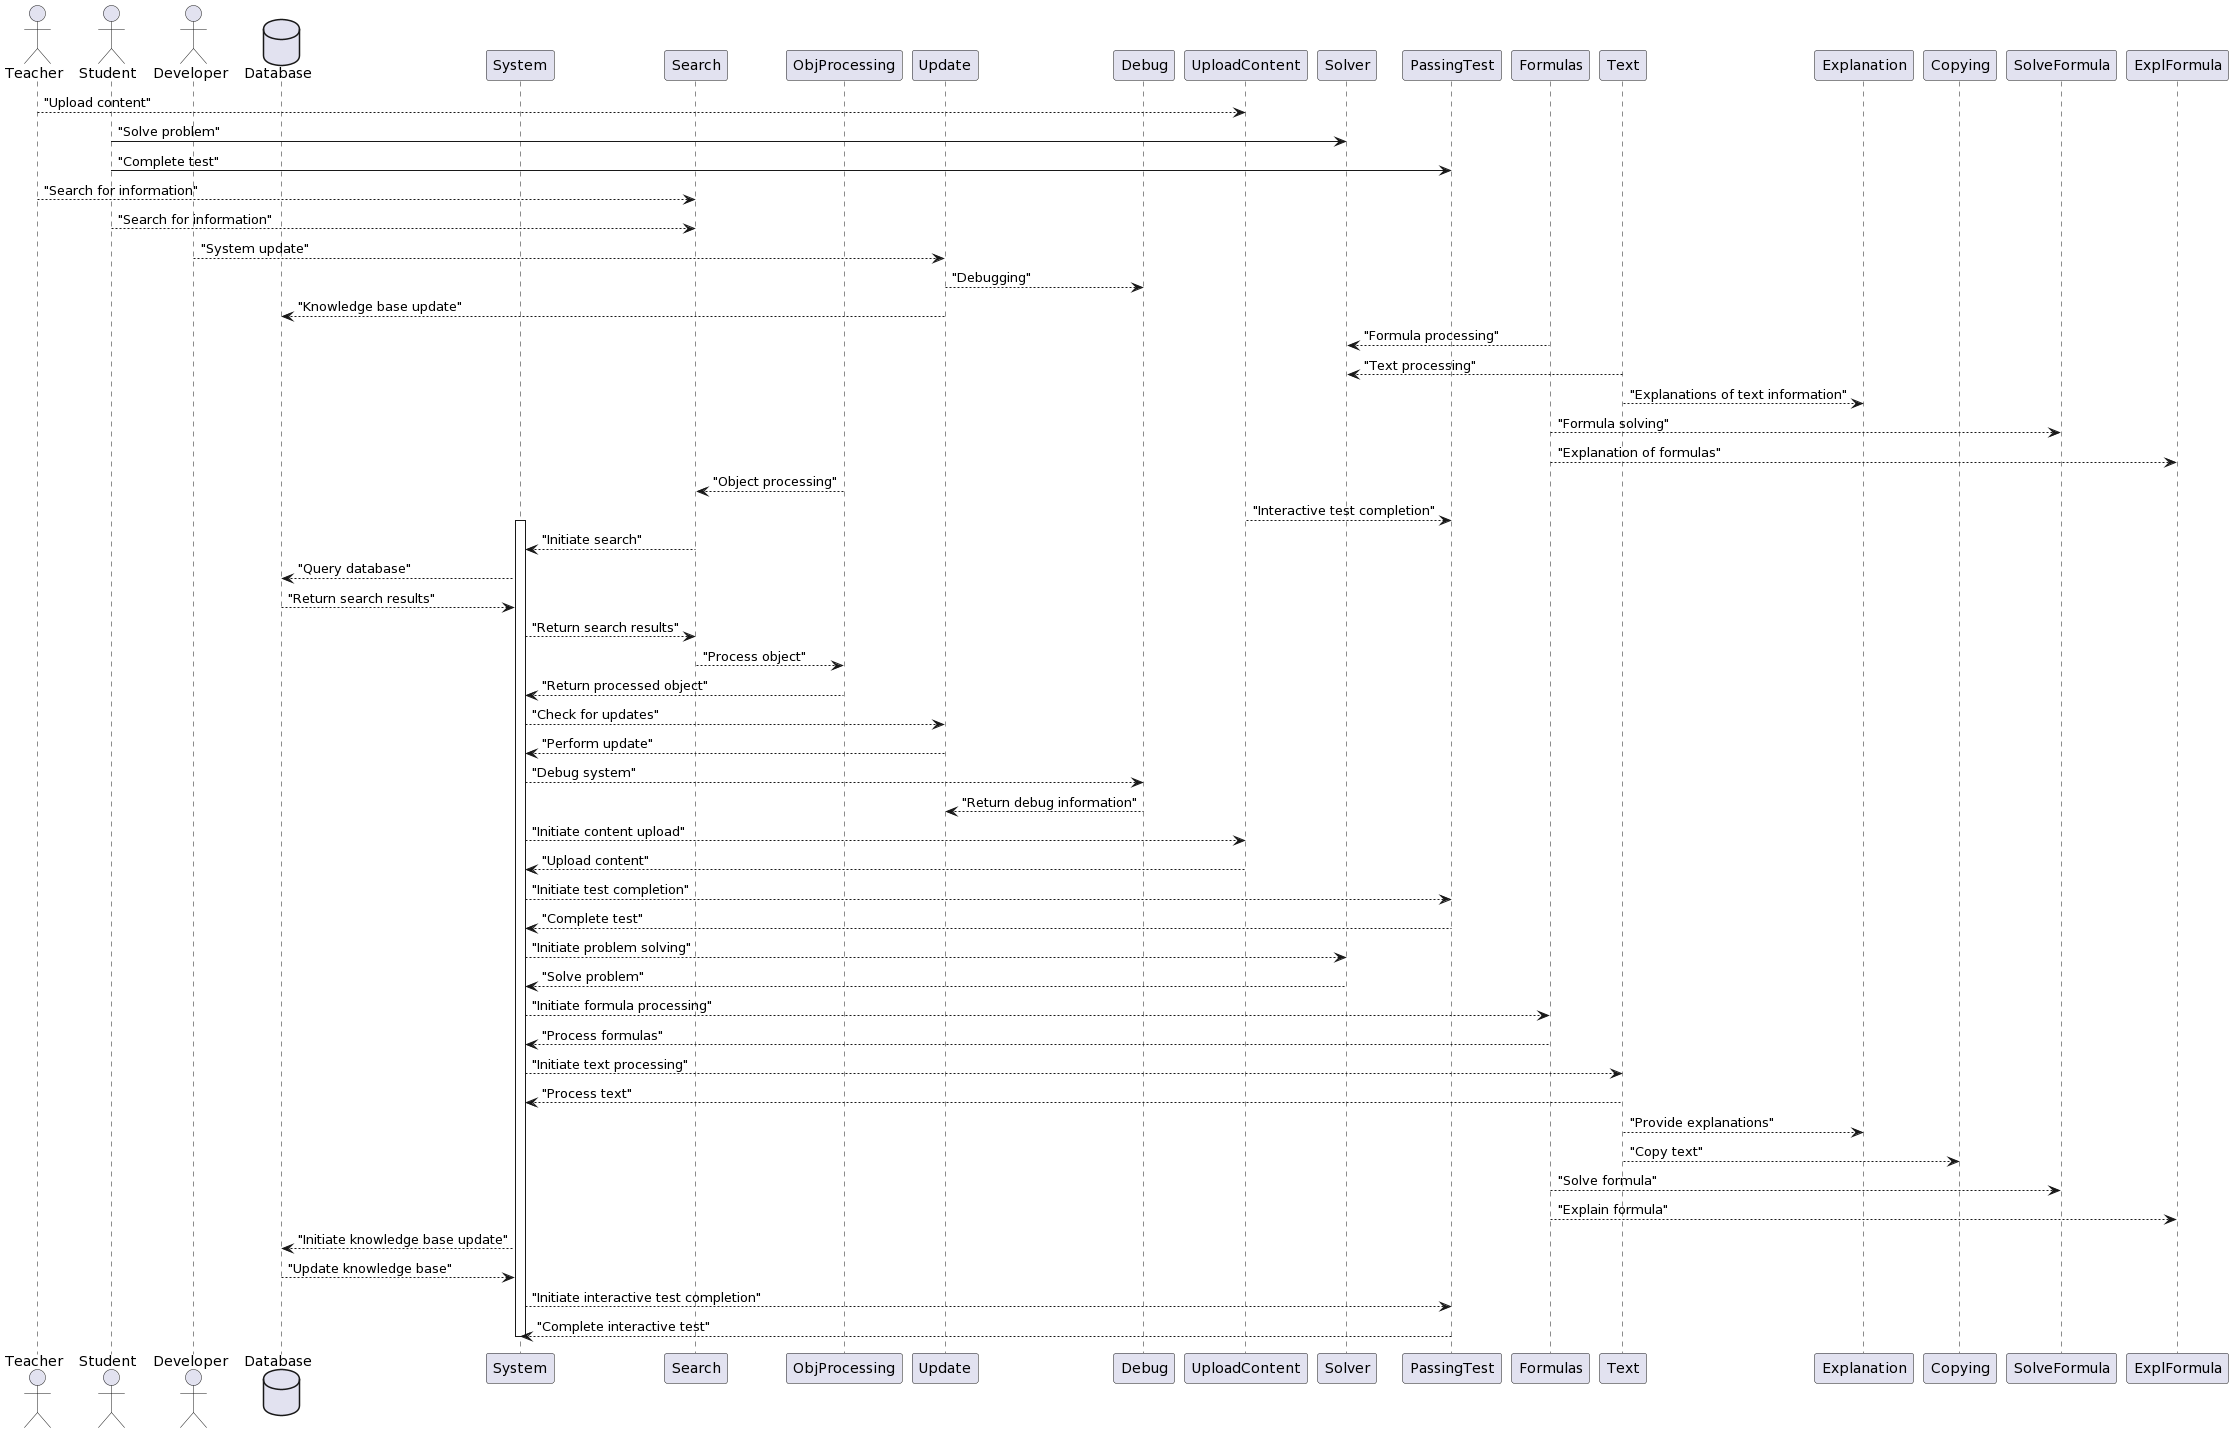 Teacher Student Developer Database System Search ObjProcessing Update Debug UploadContent Solver PassingTest Formulas Text Explanation Copying SolveFormula ExplFormula
"Upload content"
"Solve problem"
"Complete test"
"Search for information"
"Search for information"
"System update"
"Debugging"
"Knowledge base update"
"Formula processing"
"Text processing"
"Explanations of text information"
"Formula solving"
"Explanation of formulas"
"Object processing"
"Interactive test completion"
"Initiate search"
"Query database"
"Return search results"
"Return search results"
"Process object"
"Return processed object"
"Check for updates"
"Perform update"
"Debug system"
"Return debug information"
"Initiate content upload"
"Upload content"
"Initiate test completion"
"Complete test"
"Initiate problem solving"
"Solve problem"
"Initiate formula processing"
"Process formulas"
"Initiate text processing"
"Process text"
"Provide explanations"
"Copy text"
"Solve formula"
"Explain formula"
"Initiate knowledge base update"
"Update knowledge base"
"Initiate interactive test completion"
"Complete interactive test"
Teacher Student Developer Database System Search ObjProcessing Update Debug UploadContent Solver PassingTest Formulas Text Explanation Copying SolveFormula ExplFormula